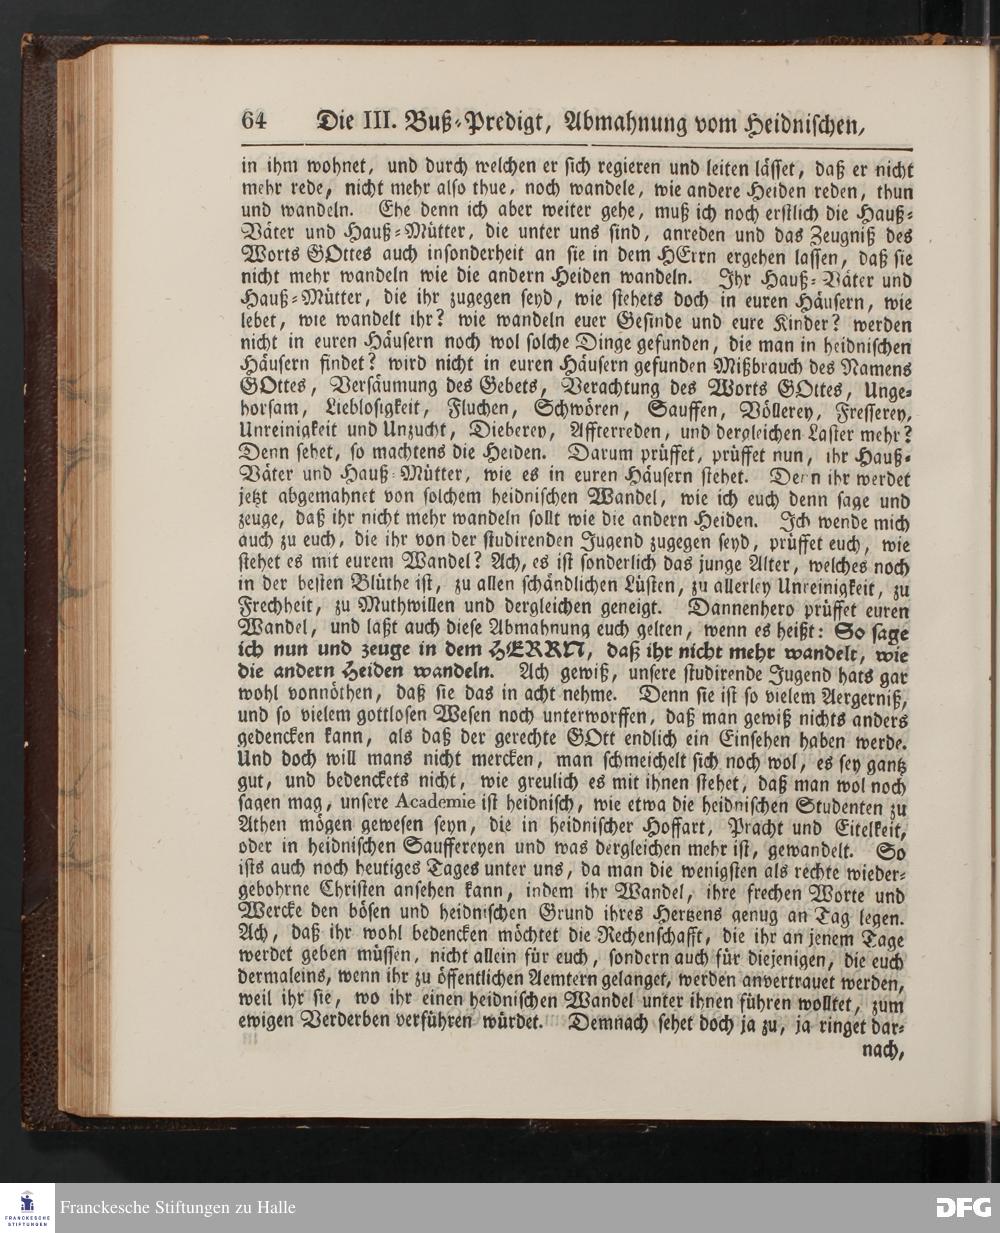 64 Die III. Buß-Predigt, Abmahnung vom Heidnischen,
in ihm wohnet, und durch welchen er sich regieren und leiten lässet, daß er nicht
mehr rede, nicht mehr also thue, noch wandele, wie andere Heiden reden, thun
und wandeln. Ehe denn ich aber weiter gehe, muß ich noch erstlich die Hauß-
Väter und Hauß-Mütter, die unter uns sind, anreden und das Zeugniß des
Worts GOttes auch insonderheit an sie in dem HErrn ergehen lassen, daß sie
nicht mehr wandeln wie die andern Heiden wandeln. Ihr Hauß-Väter und
Hauß-Mütter, die ihr zugegen seyd, wie stehets doch in euren Häusern, wie
lebet, wie wandelt ihr? wie wandeln euer Gesinde und eure Kinder? werden
nicht in euren Häusern noch wol solche Dinge gefunden, die man in heidnischen
Häusern findet? wird nicht in euren Häusern gefunden Mißbrauch des Namens
GOttes, Versäumung des Gebets, Verachtung des Worts GOttes, Unge-
horsam, Lieblosigkeit, Fluchen, Schwören, Sauffen, Völlerey, Fresserey,
Unreinigkeit und Unzucht, Dieberey, Affterreden, und dergleichen Laster mehr?
Denn sehet, so machtens die Heiden. Darum prüffet, prüffet nun, ihr Hauß-
Väter und Hauß-Mütter, wie es in euren Häusern stehet. Denn ihr werdet
jetzt abgemahnet von solchem heidnischen Wandel, wie ich euch denn sage und
zeuge, daß ihr nicht mehr wandeln sollt wie die andern Heiden. Ich wende mich
auch zu euch, die ihr von der studirenden Jugend zugegen seyd, prüffet euch, wie
stehet es mit eurem Wandel? Ach, es ist sonderlich das junge Alter, welches noch
in der besten Blüthe ist, zu allen schändlichen Lüsten, zu allerley Unreinigkeit, zu
Frechheit, zu Muthwillen und dergleichen geneigt. Dannenhero prüffet euren
Wandel, und laßt auch diese Abmahnung euch gelten, wenn es heißt: So sage
ich nun und zeuge in dem HERRN, daß ihr nicht mehr wandelt, wie
die andern Heiden wandeln. Ach gewiß, unsere studirende Jugend hats gar
wohl vonnöthen, daß sie das in acht nehme. Denn sie ist so vielem Aergerniß,
und so vielem gottlosen Wesen noch unterworffen, daß man gewiß nichts anders
gedencken kann, als daß der gerechte GOtt endlich ein Einsehen haben werde.
Und doch will mans nicht mercken, man schmeichelt sich noch wol, es sey gantz
gut, und bedenckets nicht, wie greulich es mit ihnen stehet, daß man wol noch
sagen mag, unsere Academie ist heidnisch, wie etwa die heidnischen Studenten zu
Athen mögen gewesen seyn, die in heidnischer Hoffart, Pracht und Eitelkeit,
oder in heidnischen Sauffereyen und was dergleichen mehr ist, gewandelt. So
ists auch noch heutiges Tages unter uns, da man die wenigsten als rechte wieder-
gebohrne Christen ansehen kann, indem ihr Wandel, ihre frechen Worte und
Wercke den bösen und heidnischen Grund ihres Hertzens genug an Tag legen.
Ach, daß ihr wohl bedencken möchtet die Rechenschafft, die ihr an jenem Tage
werdet geben müssen, nicht allein für euch, sondern auch für diejenigen, die euch
dermaleins, wenn ihr zu öffentlichen Aemtern gelanget, werden anvertrauet werden,
weil ihr sie, wo ihr einen heidnischen Wandel unter ihnen führen wolltet, zum
ewigen Verderben verführen würdet. Demnach sehet doch ja zu, ja ringet dar-
nach,
FRANCKESCHE
STIFTUNGEN
Franckesche Stiftungen zu Halle
DFG